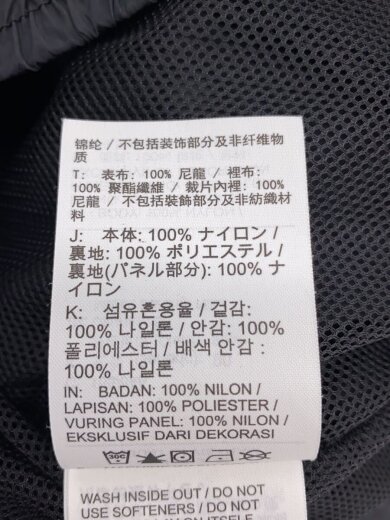 锦纶 / 不包括装饰部分及非纤维物
质
T: 表布: 100% 尼龍 / 裡布:
100% 聚酯纖維 / 裁片內裡: 100%
尼龍 / 不包括裝飾部分及非紡織材
料
J: 本体: 100% ナイロン /
裏地: 100% ポリエステル /
裏地(パネル部分): 100% ナ
イロン
K: 섬유혼용율 / 겉감:
100% 나일론 / 안감: 100%
폴리에스터 / 배색 안감 :
100% 나일론
IN: BADAN: 100% NILON /
LAPISAN: 100% POLIESTER /
VURING PANEL: 100% NILON /
EKSKLUSIF DARI DEKORASI
30C
WASH INSIDE OUT / DO NOT
USE SOFTENERS / DO NOT